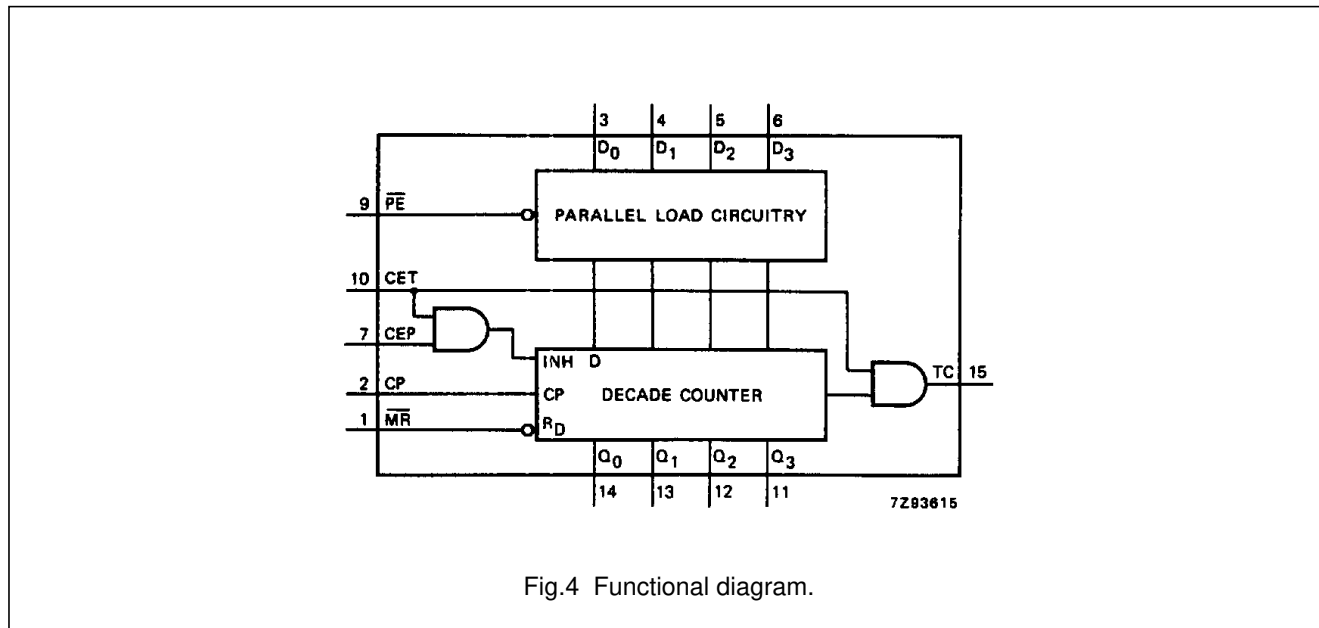 3 4 5 6
D0 D1 D2 D3
9 P̅E̅
PARALLEL LOAD CIRCUITRY
10 CET
7 CEP
INH D
TC 15
2 CP
CP DECADE COUNTER
1 M̅R̅
RD
Q0 Q1 Q2 Q3
14 13 12 11
7Z93615
Fig.4 Functional diagram.